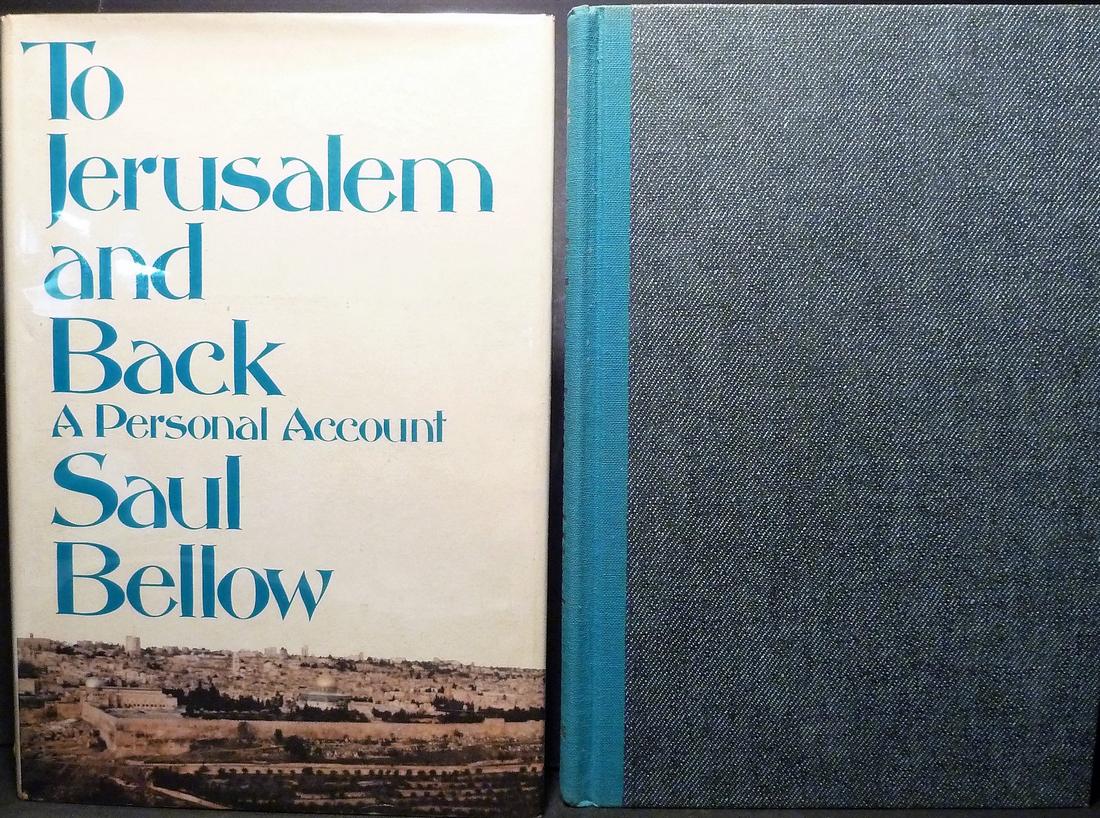 To
Jerusalem
and
Back
A Personal Account
Saul
Bellow